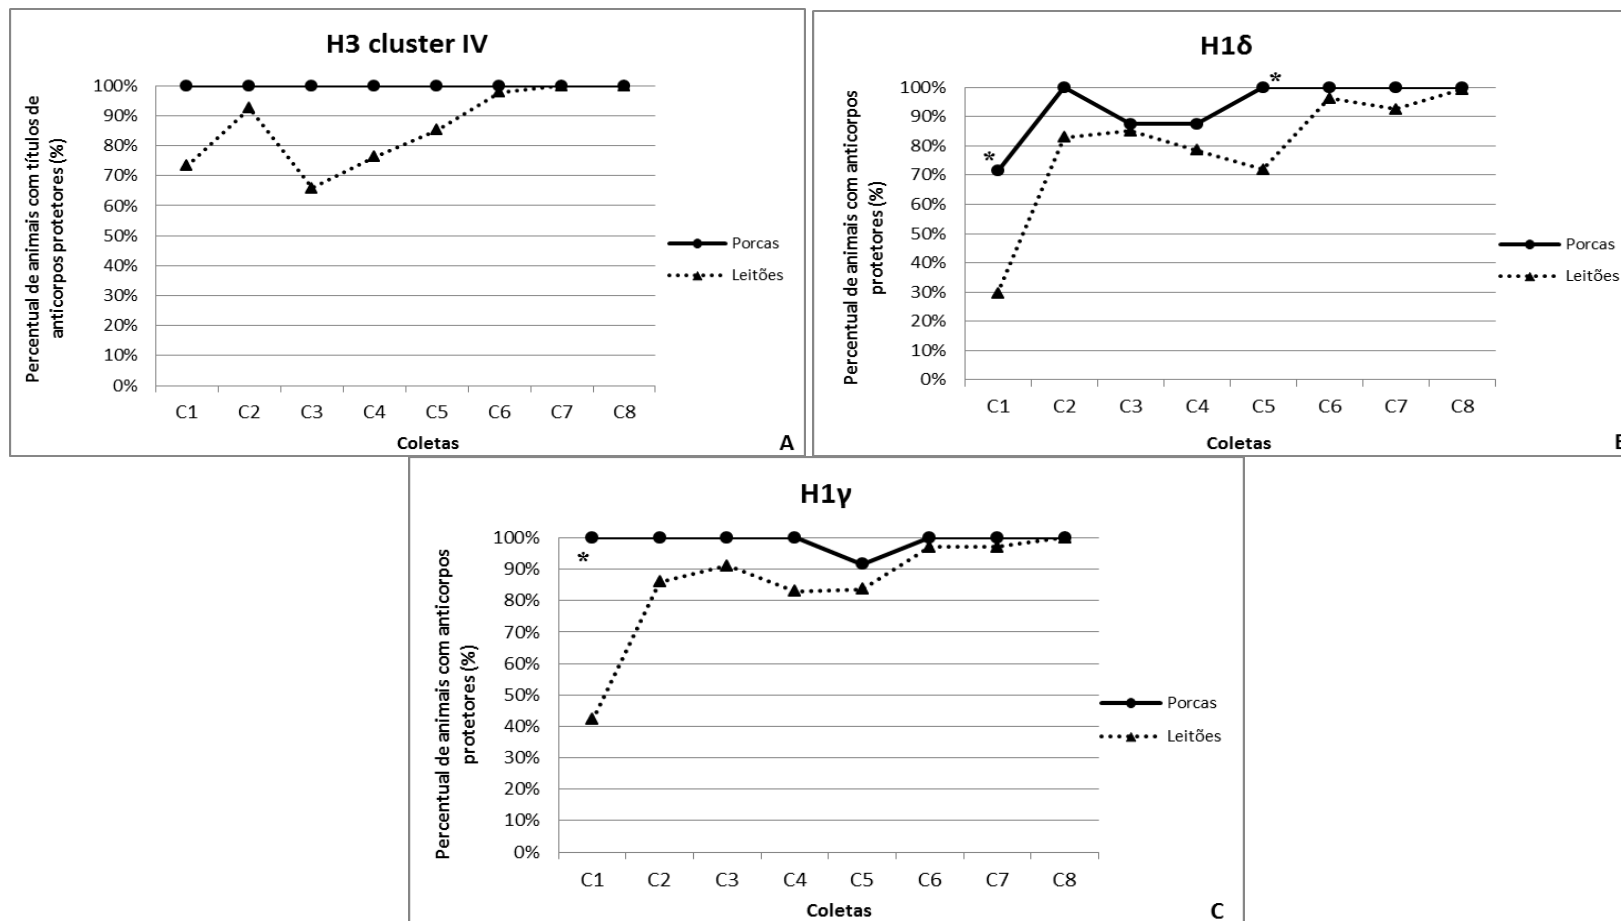 H3 cluster IV
Percentual de animais com títulos de
anticorpos protetores (%)
100%
90%
80%
70%
60%
50%
40%
30%
20%
10%
0%
C1 C2 C3 C4 C5 C6 C7 C8
Coletas
Porcas
Leitões
A
H1δ
Percentual de animais com anticorpos
protetores (%)
100%
90%
80%
70%
60%
50%
40%
30%
20%
10%
0%
*
*
C1 C2 C3 C4 C5 C6 C7 C8
Coletas
Porcas
Leitões
B
H1γ
Percentual de animais com anticorpos
protetores (%)
100%
90%
80%
70%
60%
50%
40%
30%
20%
10%
0%
*
C1 C2 C3 C4 C5 C6 C7 C8
Coletas
Porcas
Leitões
C